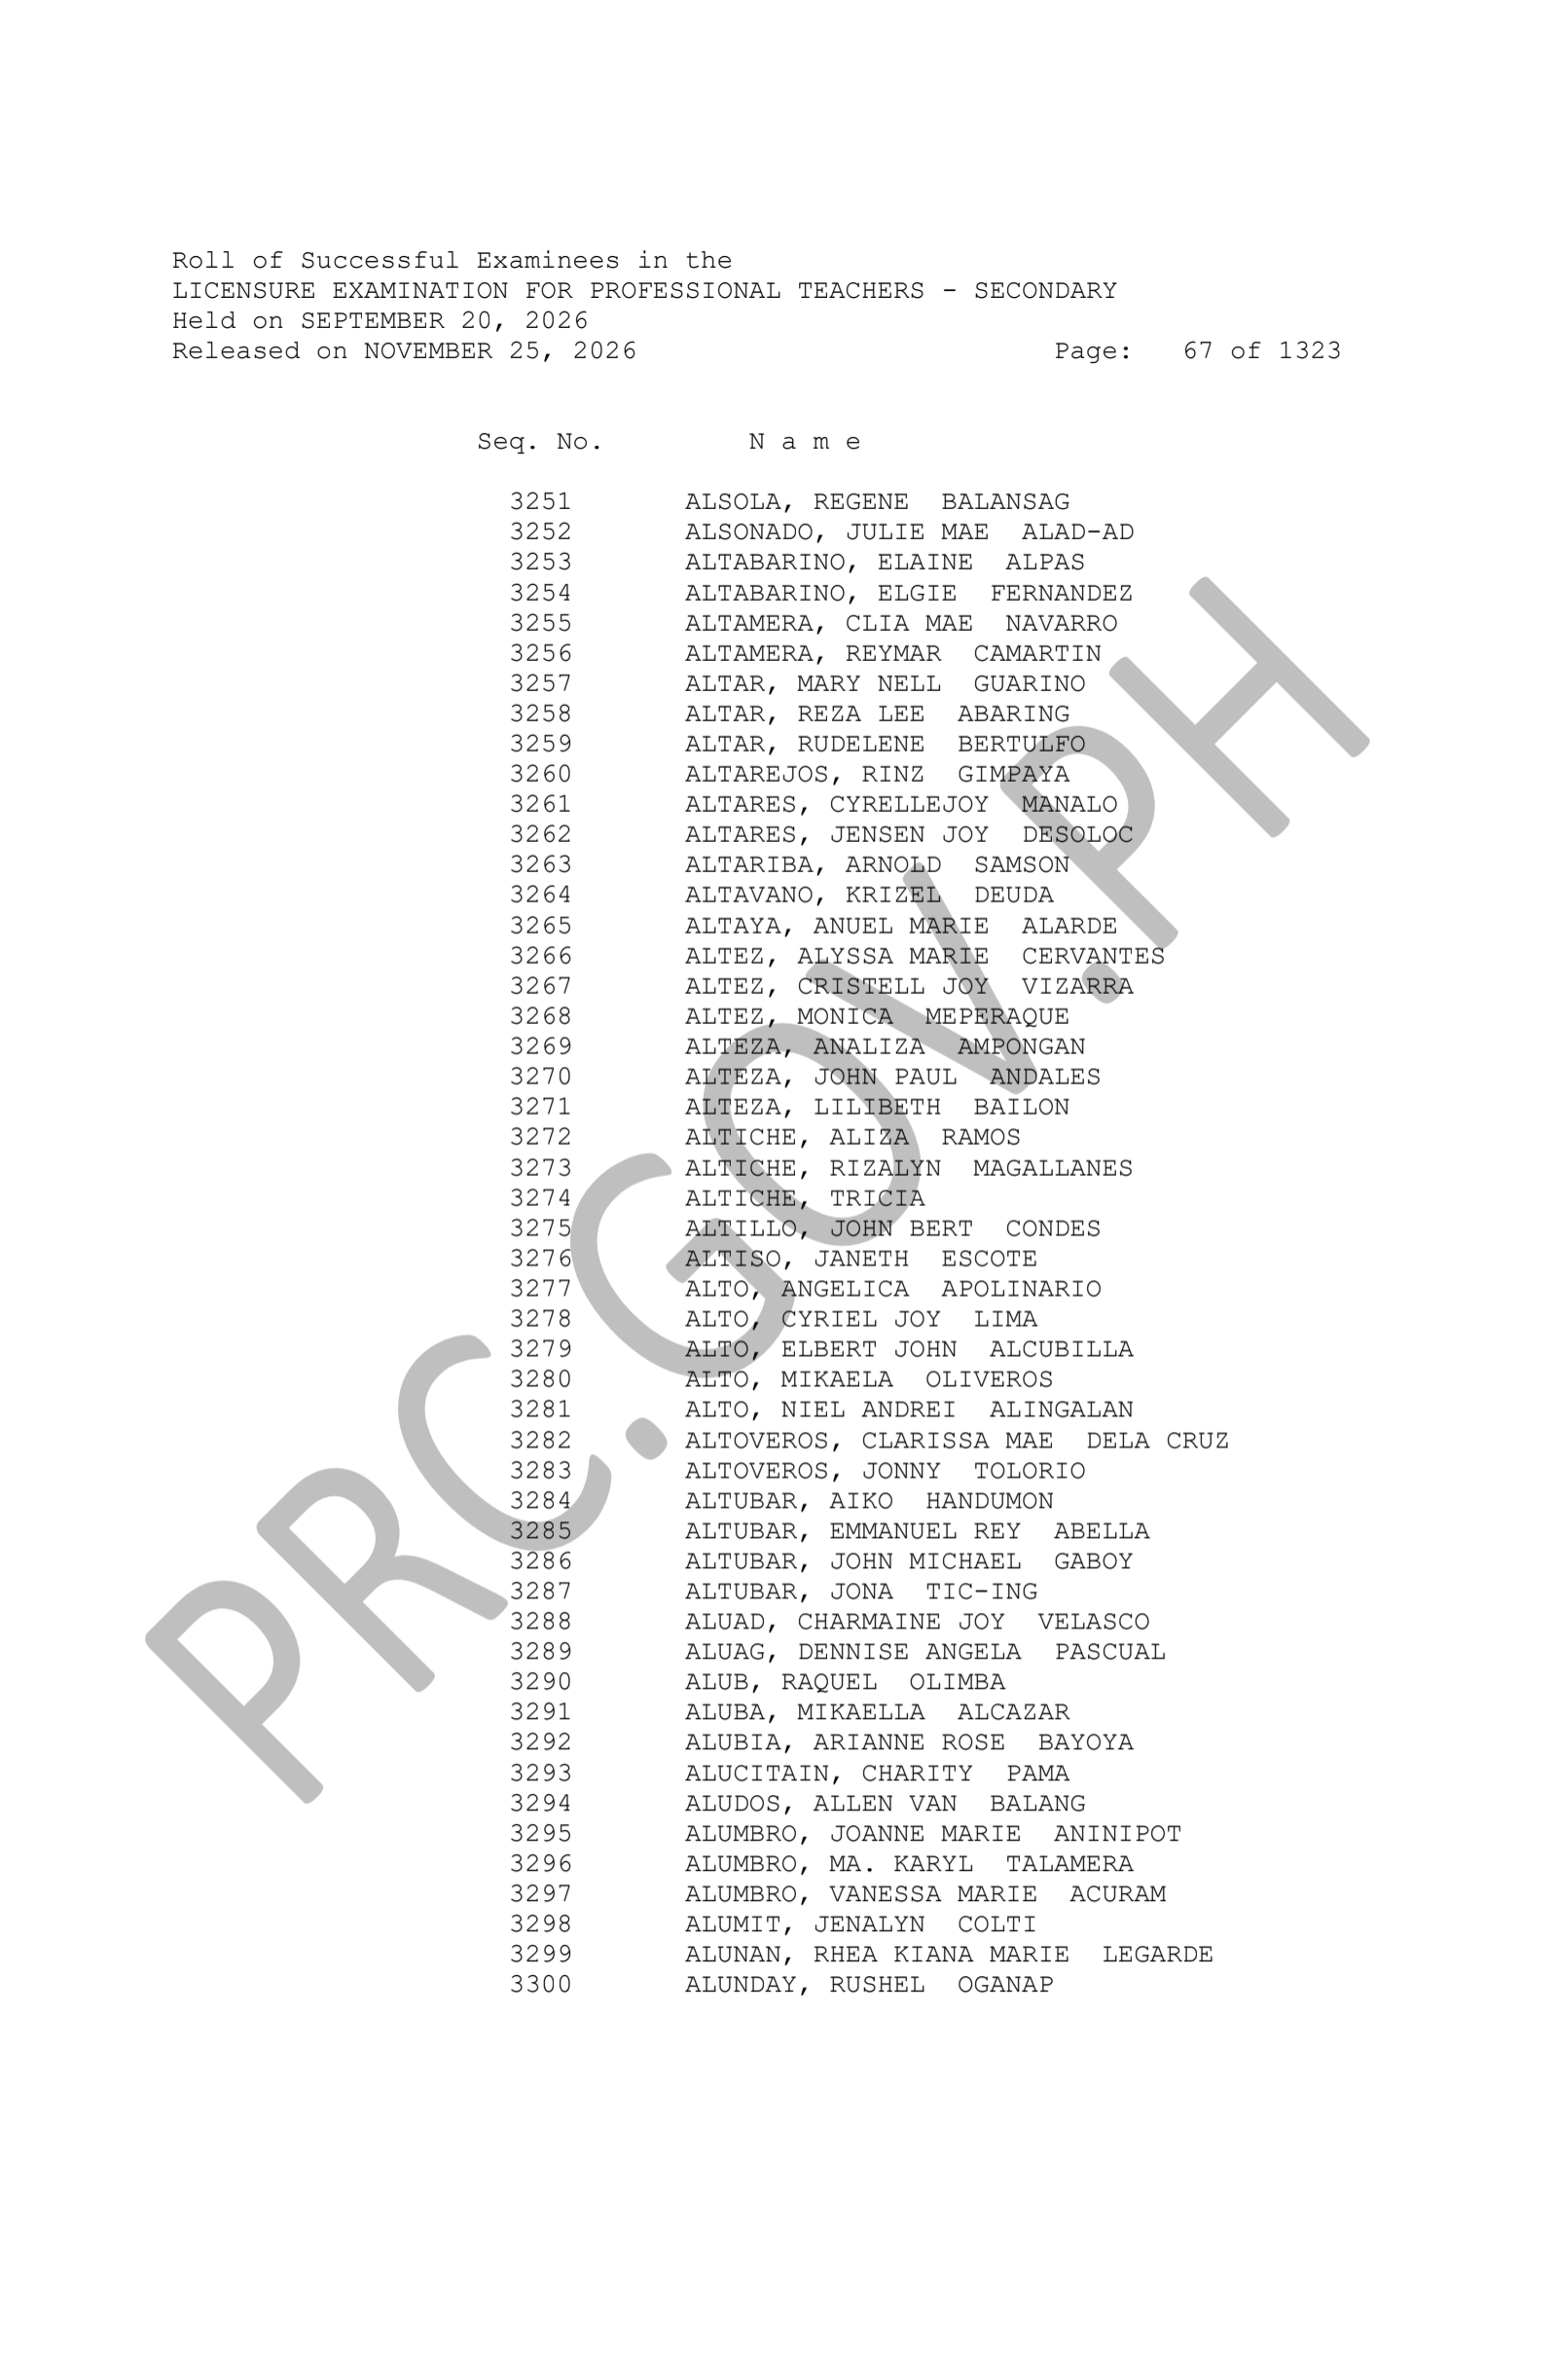 Roll of Successful Examinees in the
LICENSURE EXAMINATION FOR PROFESSIONAL TEACHERS - SECONDARY
Held on SEPTEMBER 20, 2026
Released on NOVEMBER 25, 2026 Page: 67 of 1323
Seq. No. N a m e
3251 ALSOLA, REGENE BALANSAG
3252 ALSONADO, JULIE MAE ALAD-AD
3253 ALTABARINO, ELAINE ALPAS
3254 ALTABARINO, ELGIE FERNANDEZ
3255 ALTAMERA, CLIA MAE NAVARRO
3256 ALTAMERA, REYMAR CAMARTIN
3257 ALTAR, MARY NELL GUARINO
3258 ALTAR, REZA LEE ABARING
3259 ALTAR, RUDELENE BERTULFO
3260 ALTAREJOS, RINZ GIMPAYA
3261 ALTARES, CYRELLEJOY MANALO
3262 ALTARES, JENSEN JOY DESOLOC
3263 ALTARIBA, ARNOLD SAMSON
3264 ALTAVANO, KRIZEL DEUDA
3265 ALTAYA, ANUEL MARIE ALARDE
3266 ALTEZ, ALYSSA MARIE CERVANTES
3267 ALTEZ, CRISTELL JOY VIZARRA
3268 ALTEZ, MONICA MEPERAQUE
3269 ALTEZA, ANALIZA AMPONGAN
3270 ALTEZA, JOHN PAUL ANDALES
3271 ALTEZA, LILIBETH BAILON
3272 ALTICHE, ALIZA RAMOS
3273 ALTICHE, RIZALYN MAGALLANES
3274 ALTICHE, TRICIA
3275 ALTILLO, JOHN BERT CONDES
3276 ALTISO, JANETH ESCOTE
3277 ALTO, ANGELICA APOLINARIO
3278 ALTO, CYRIEL JOY LIMA
3279 ALTO, ELBERT JOHN ALCUBILLA
3280 ALTO, MIKAELA OLIVEROS
3281 ALTO, NIEL ANDREI ALINGALAN
3282 ALTOVEROS, CLARISSA MAE DELA CRUZ
3283 ALTOVEROS, JONNY TOLORIO
3284 ALTUBAR, AIKO HANDUMON
3285 ALTUBAR, EMMANUEL REY ABELLA
3286 ALTUBAR, JOHN MICHAEL GABOY
3287 ALTUBAR, JONA TIC-ING
3288 ALUAD, CHARMAINE JOY VELASCO
3289 ALUAG, DENNISE ANGELA PASCUAL
3290 ALUB, RAQUEL OLIMBA
3291 ALUBA, MIKAELLA ALCAZAR
3292 ALUBIA, ARIANNE ROSE BAYOYA
3293 ALUCITAIN, CHARITY PAMA
3294 ALUDOS, ALLEN VAN BALANG
3295 ALUMBRO, JOANNE MARIE ANINIPOT
3296 ALUMBRO, MA. KARYL TALAMERA
3297 ALUMBRO, VANESSA MARIE ACURAM
3298 ALUMIT, JENALYN COLTI
3299 ALUNAN, RHEA KIANA MARIE LEGARDE
3300 ALUNDAY, RUSHEL OGANAP
PRC.GOV.PH